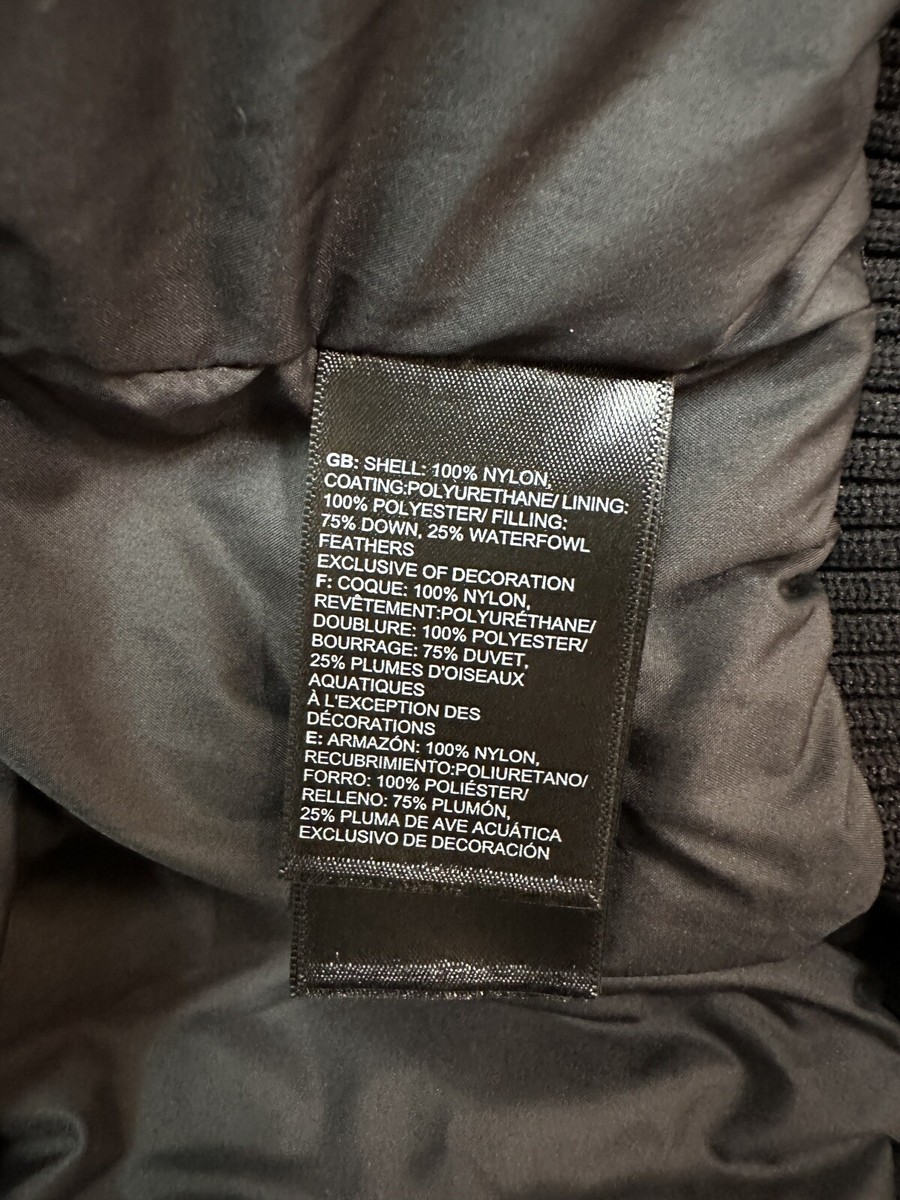 GB: SHELL: 100% NYLON,
COATING:POLYURETHANE/ LINING:
100% POLYESTER/ FILLING:
75% DOWN, 25% WATERFOWL
FEATHERS
EXCLUSIVE OF DECORATION
F: COQUE: 100% NYLON,
REVÊTEMENT:POLYURÉTHANE/
DOUBLURE: 100% POLYESTER/
BOURRAGE: 75% DUVET,
25% PLUMES D'OISEAUX
AQUATIQUES
À L'EXCEPTION DES
DÉCORATIONS
E: ARMAZÓN: 100% NYLON,
RECUBRIMIENTO:POLIURETANO/
FORRO: 100% POLIÉSTER/
RELLENO: 75% PLUMÓN,
25% PLUMA DE AVE ACUÁTICA
EXCLUSIVO DE DECORACIÓN